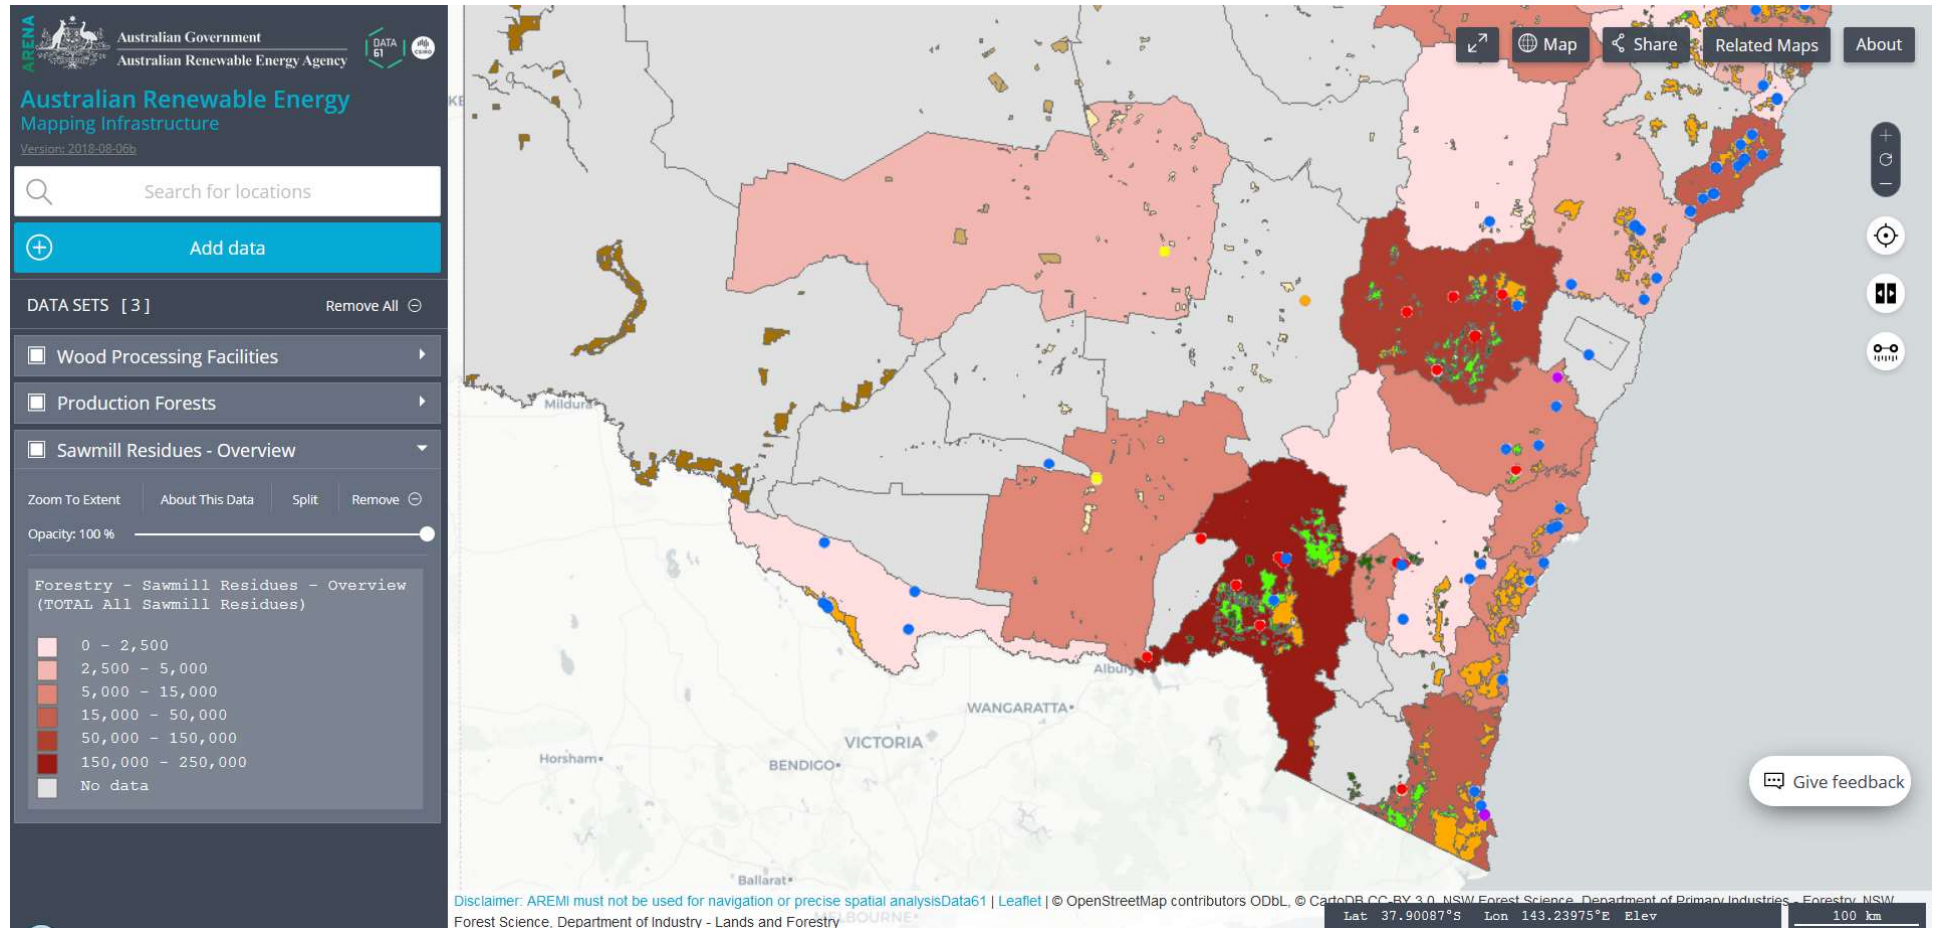 ARENA
Australian Government
Australian Renewable Energy Agency
DATA
61
CSIRO
Australian Renewable Energy
Mapping Infrastructure
Version: 2018-08-06b
Search for locations
Add data
DATA SETS [ 3 ]
Remove All
Wood Processing Facilities
Production Forests
Sawmill Residues - Overview
Zoom To Extent
About This Data
Split
Remove
Opacity: 100 %
Forestry - Sawmill Residues - Overview
(TOTAL All Sawmill Residues)
0 - 2,500
2,500 - 5,000
5,000 - 15,000
15,000 - 50,000
50,000 - 150,000
150,000 - 250,000
No data
Map
Share
Related Maps
About
Mildura
Albury
WANGARATTA
VICTORIA
Horsham
BENDIGO
Ballarat
MELBOURNE
Give feedback
Disclaimer: AREMI must not be used for navigation or precise spatial analysisData61 | Leaflet | © OpenStreetMap contributors ODbL, © CartoDB CC-BY 3.0, NSW Forest Science, Department of Primary Industries - Forestry, NSW
Forest Science, Department of Industry - Lands and Forestry
Lat 37.90087°S Lon 143.23975°E Elev
100 km